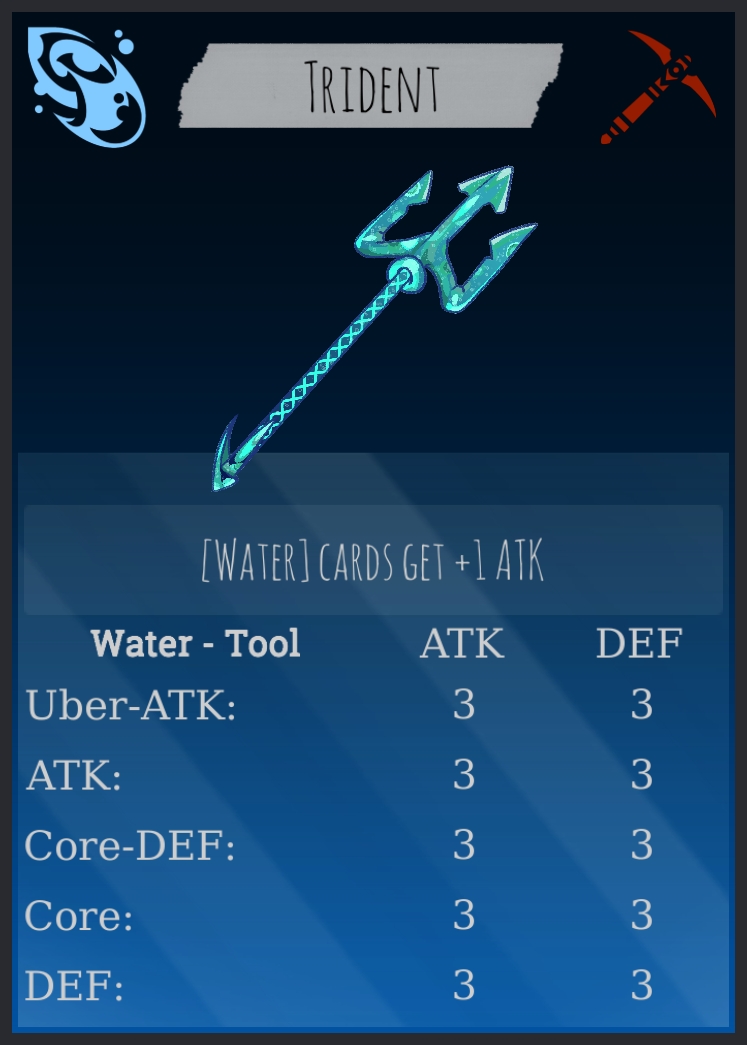 Trident
[Water] cards get +1 ATK
Water - Tool ATK DEF
Uber-ATK: 3 3
ATK: 3 3
Core-DEF: 3 3
Core: 3 3
DEF: 3 3